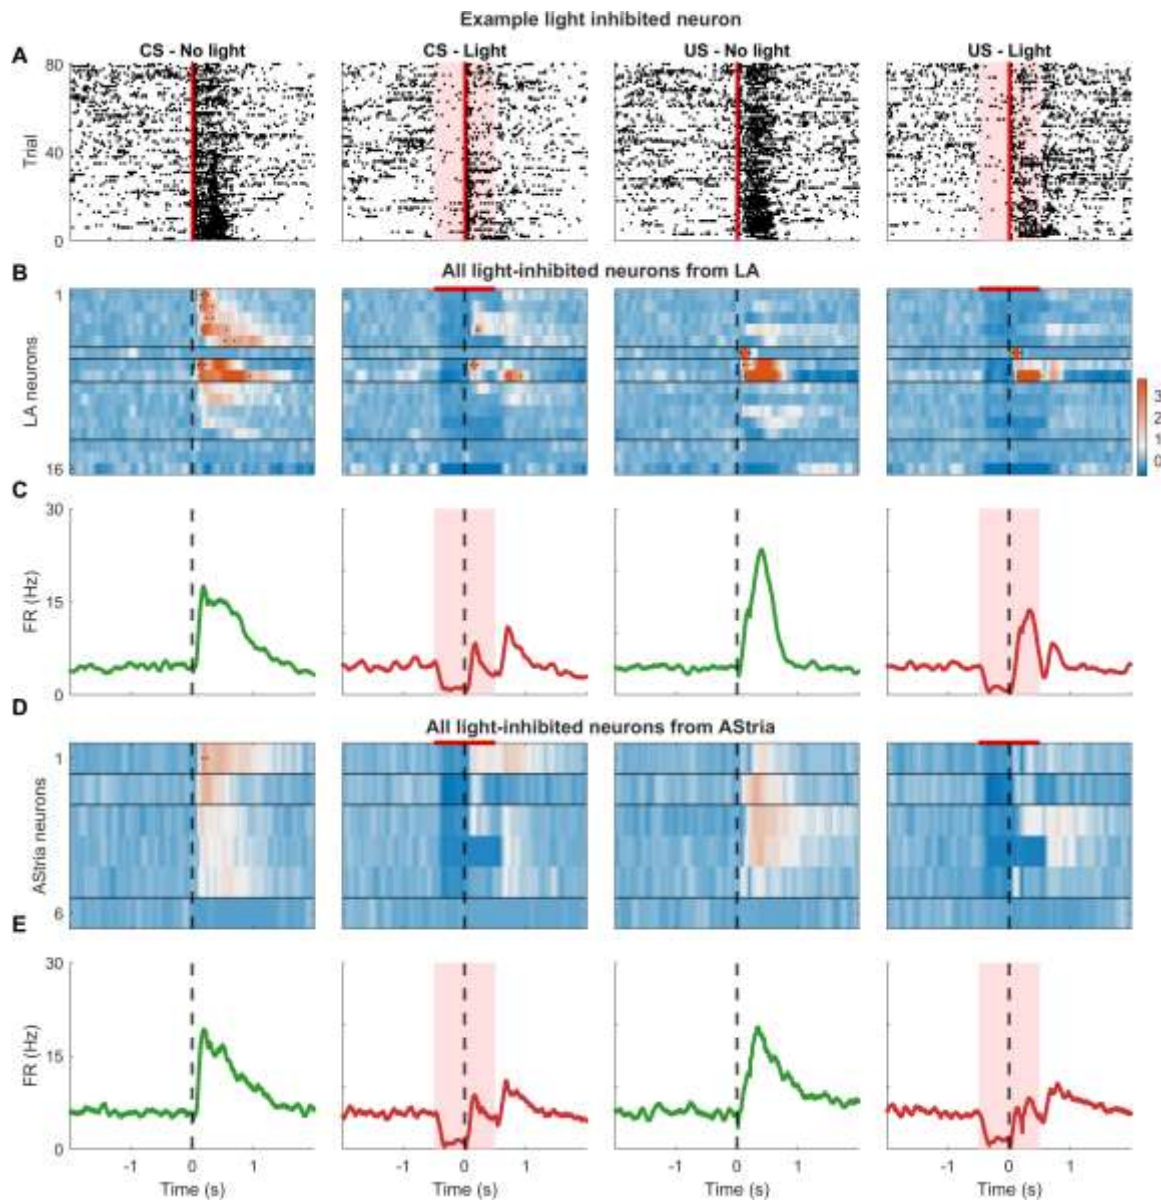 Example light inhibited neuron
A
CS - No light
CS - Light
US - No light
US - Light
80
40
0
Trial
B
All light-inhibited neurons from LA
1
16
LA neurons
3
2
1
0
C
30
15
0
FR (Hz)
D
All light-inhibited neurons from AStria
1
6
AStria neurons
E
30
15
0
FR (Hz)
-1 0 1
-1 0 1
-1 0 1
-1 0 1
Time (s)
Time (s)
Time (s)
Time (s)